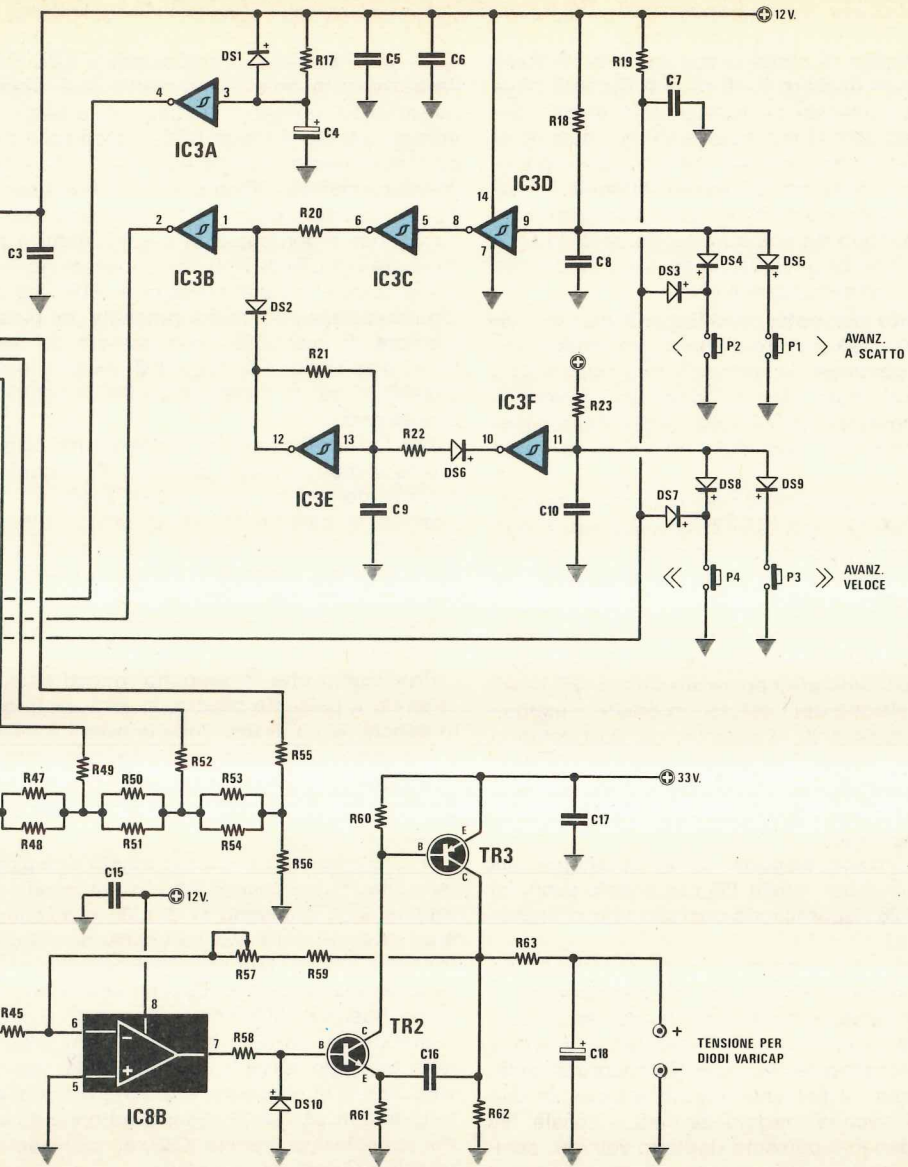 12 V.
DS1
R17
C5
C6
R19
C7
4
3
IC3A
C4
R18
IC3D
14
2
1
R20
6
5
8
9
7
C3
IC3B
IC3C
C8
DS4
DS5
DS3
DS2
< P2
P1 > AVANZ.
A SCATTO
R21
R23
IC3F
12
13
R22
10
11
DS6
IC3E
C9
C10
DS8
DS9
DS7
<< P4
P3 >> AVANZ.
VELOCE
R55
R49
R52
R47
R50
R53
R48
R51
R54
R56
33 V.
R60
C17
B
E
C
TR3
C15
12 V.
R57
R59
R63
R45
8
6
5
7
R58
C
TR2
B
E
C16
C18
+
-
TENSIONE PER
DIODI VARICAP
IC8B
DS10
R61
R62